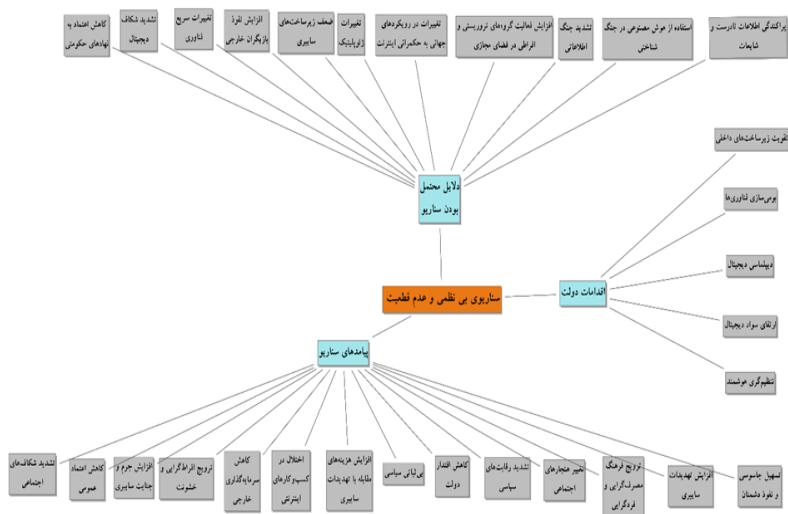 پراکندگی اطلاعات نادرست و
شایعات
استفاده از هوش مصنوعی در جنگ
شناختی
تشدید جنگ
اطلاعاتی
افزایش فعالیت گروه‌های تروریستی و
افراطی در فضای مجازی
تغییرات در رویکردهای
جهانی به حکمرانی اینترنت
تغییرات
ژئوپلیتیک
ضعف زیرساخت‌های
سایبری
افزایش نفوذ
بازیگران خارجی
تغییرات سریع
فناوری
تشدید شکاف
دیجیتال
کاهش اعتماد به
نهادهای حکومتی
دلایل محتمل
بودن سناریو
تقویت زیرساخت‌های داخلی
بومی‌سازی فناوری‌ها
دیپلماسی دیجیتال
ارتقای سواد دیجیتال
تنظیم‌گری هوشمند
اقدامات دولت
سناریوی بی نظمی و عدم قطعیت
پیامدهای سناریو
تسهیل جاسوسی
و نفوذ دشمنان
افزایش تهدیدات
سایبری
ترویج فرهنگ
مصرف‌گرایی و
فردگرایی
تغییر هنجارهای
اجتماعی
تشدید رقابت‌های
سیاسی
کاهش اقتدار
دولت
بی‌ثباتی سیاسی
افزایش هزینه‌های
مقابله با تهدیدات
سایبری
اختلال در
کسب‌وکارهای
اینترنتی
کاهش
سرمایه‌گذاری
خارجی
ترویج افراط‌گرایی و
خشونت
افزایش جرم و
جنایت سایبری
کاهش اعتماد
عمومی
تشدید شکاف‌های
اجتماعی